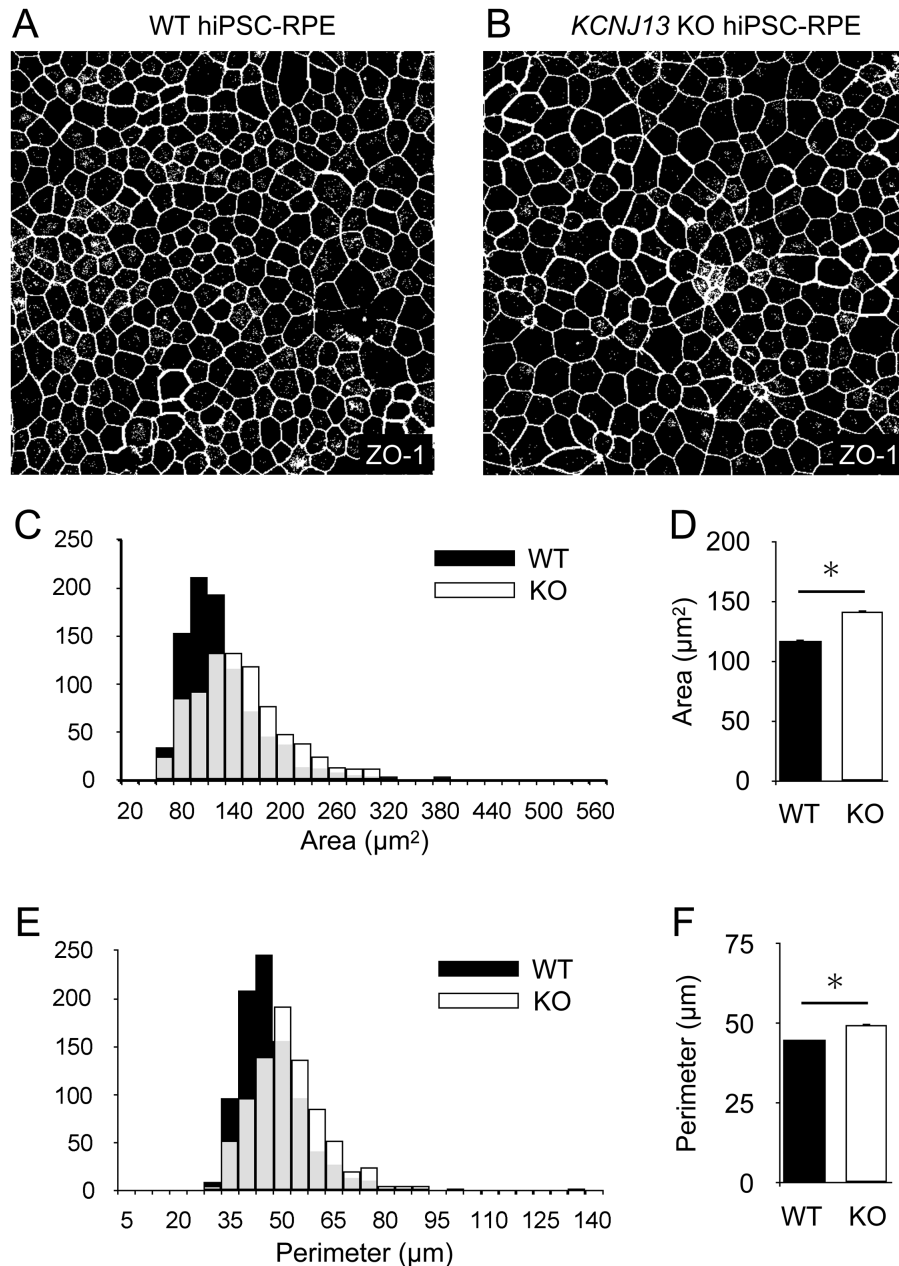 A WT hiPSC-RPE
B KCNJ13 KO hiPSC-RPE
ZO-1
ZO-1
C
250
200
150
100
50
0
WT
KO
20 80 140 200 260 320 380 440 500 560
Area (µm²)
D
200
150
100
50
0
Area (µm²)
*
WT KO
E
250
200
150
100
50
0
WT
KO
5 20 35 50 65 80 95 110 125 140
Perimeter (µm)
F
75
50
25
0
Perimeter (µm)
*
WT KO